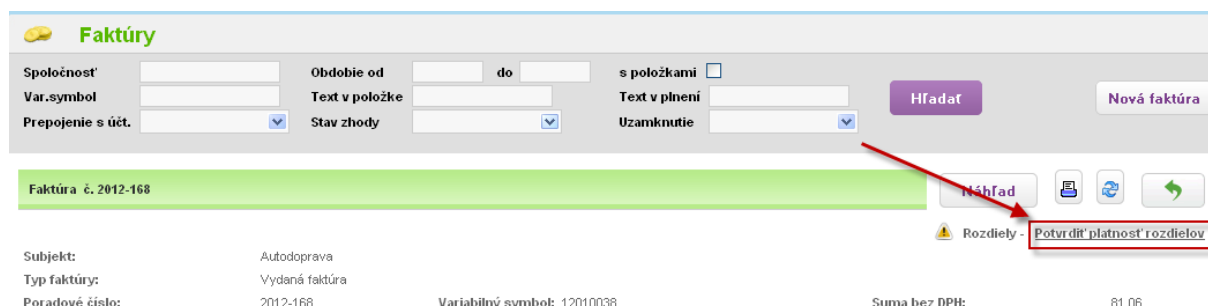 Faktúry
Spoločnosť Obdobie od do s položkami
Var.symbol Text v položke Text v plnení Hľadať Nová faktúra
Prepojenie s účt. Stav zhody Uzamknutie
Faktúra č. 2012-168 Náhľad
Rozdiely - Potvrdiť platnosť rozdielov
Subjekt: Autodoprava
Typ faktúry: Vydaná faktúra
Poradové číslo: 2012-168 Variabilný symbol: 12010038 Suma bez DPH: 81.06